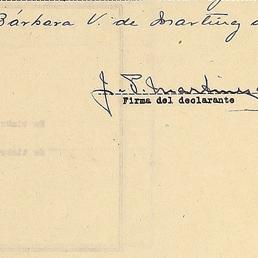 Bárbara V. de Martínez
J. P. Martínez
Firma del declarante